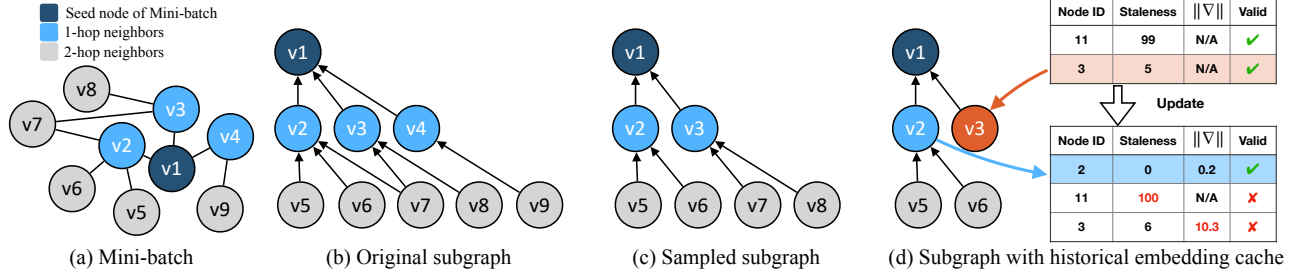 Seed node of Mini-batch
1-hop neighbors
2-hop neighbors
v8
v3
v7
v2
v4
v1
v6
v5
v9
(a) Mini-batch
v1
v2 v3 v4
v5 v6 v7 v8 v9
(b) Original subgraph
v1
v2 v3
v5 v6 v7 v8
(c) Sampled subgraph
v1
v2 v3
v5 v6
Node ID Staleness ‖∇‖ Valid
11 99 N/A ✔
3 5 N/A ✔
Update
Node ID Staleness ‖∇‖ Valid
2 0 0.2 ✔
11 100 N/A ✘
3 6 10.3 ✘
(d) Subgraph with historical embedding cache